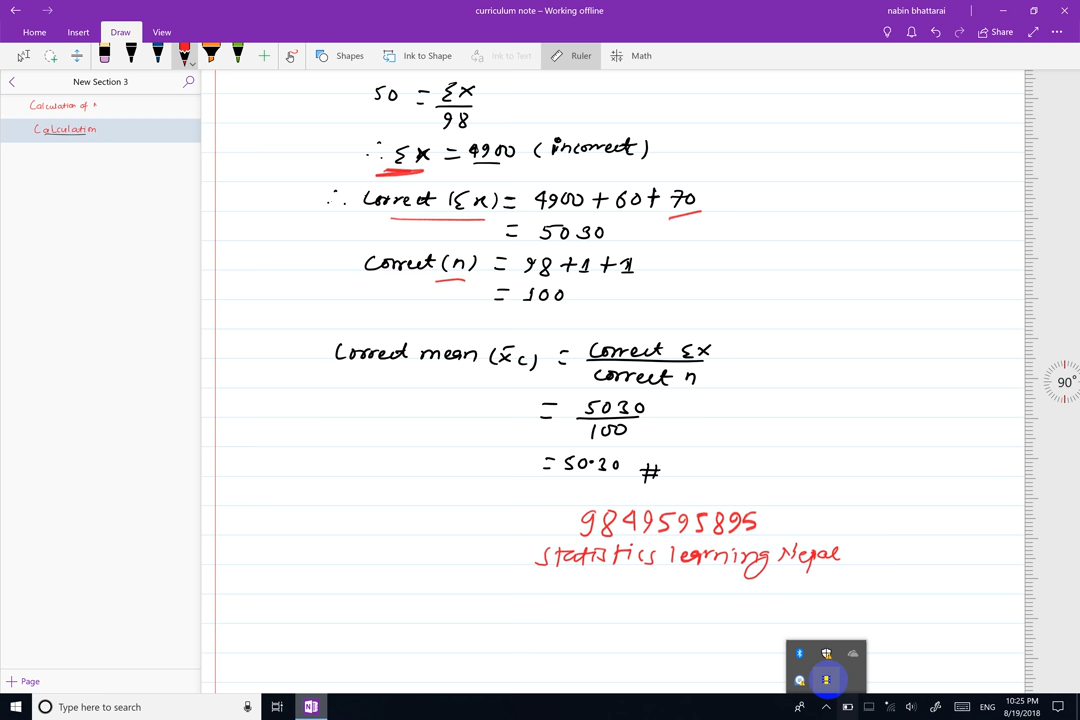 curriculum note – Working offline
nabin bhattarai
Home Insert Draw View
Share
Shapes Ink to Shape Ink to Text Ruler Math
New Section 3
Calculation of
Calculation
50 = Σx
98
∴ Σx = 4900 (incorrect)
∴ Correct (Σx) = 4900 + 60 + 70
= 5030
Correct (n) = 98 + 1 + 1
= 100
Corred mean (x̄c) = Correct Σx
correct n
= 5030
100
= 50.30 #
9849595895
Statistics learning Nepal
90°
+ Page
Type here to search
ENG
10:25 PM
8/19/2018